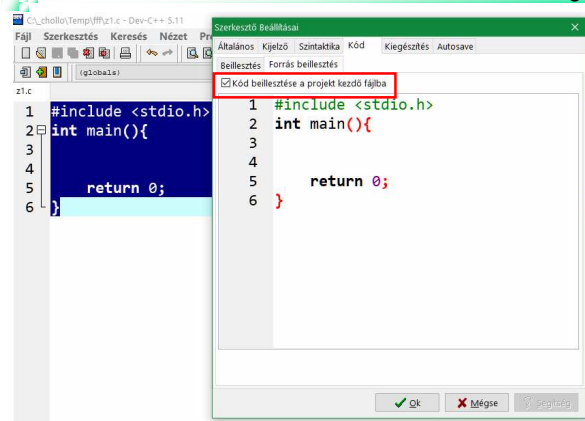 C:\_chollo\Temp\fff\z1.c - Dev-C++ 5.11
Fájl Szerkesztés Keresés Nézet
(globals)
z1.c
1 #include <stdio.h>
2 int main(){
3
4
5 return 0;
6 }
Szerkesztő Beállításai
Általános Kijelző Szintaktika Kód Kiegészítés Autosave
Beillesztés Forrás beillesztés
Kód beillesztése a projekt kezdő fájlba
1 #include <stdio.h>
2 int main(){
3
4
5 return 0;
6 }
Ok Mégse Segítség